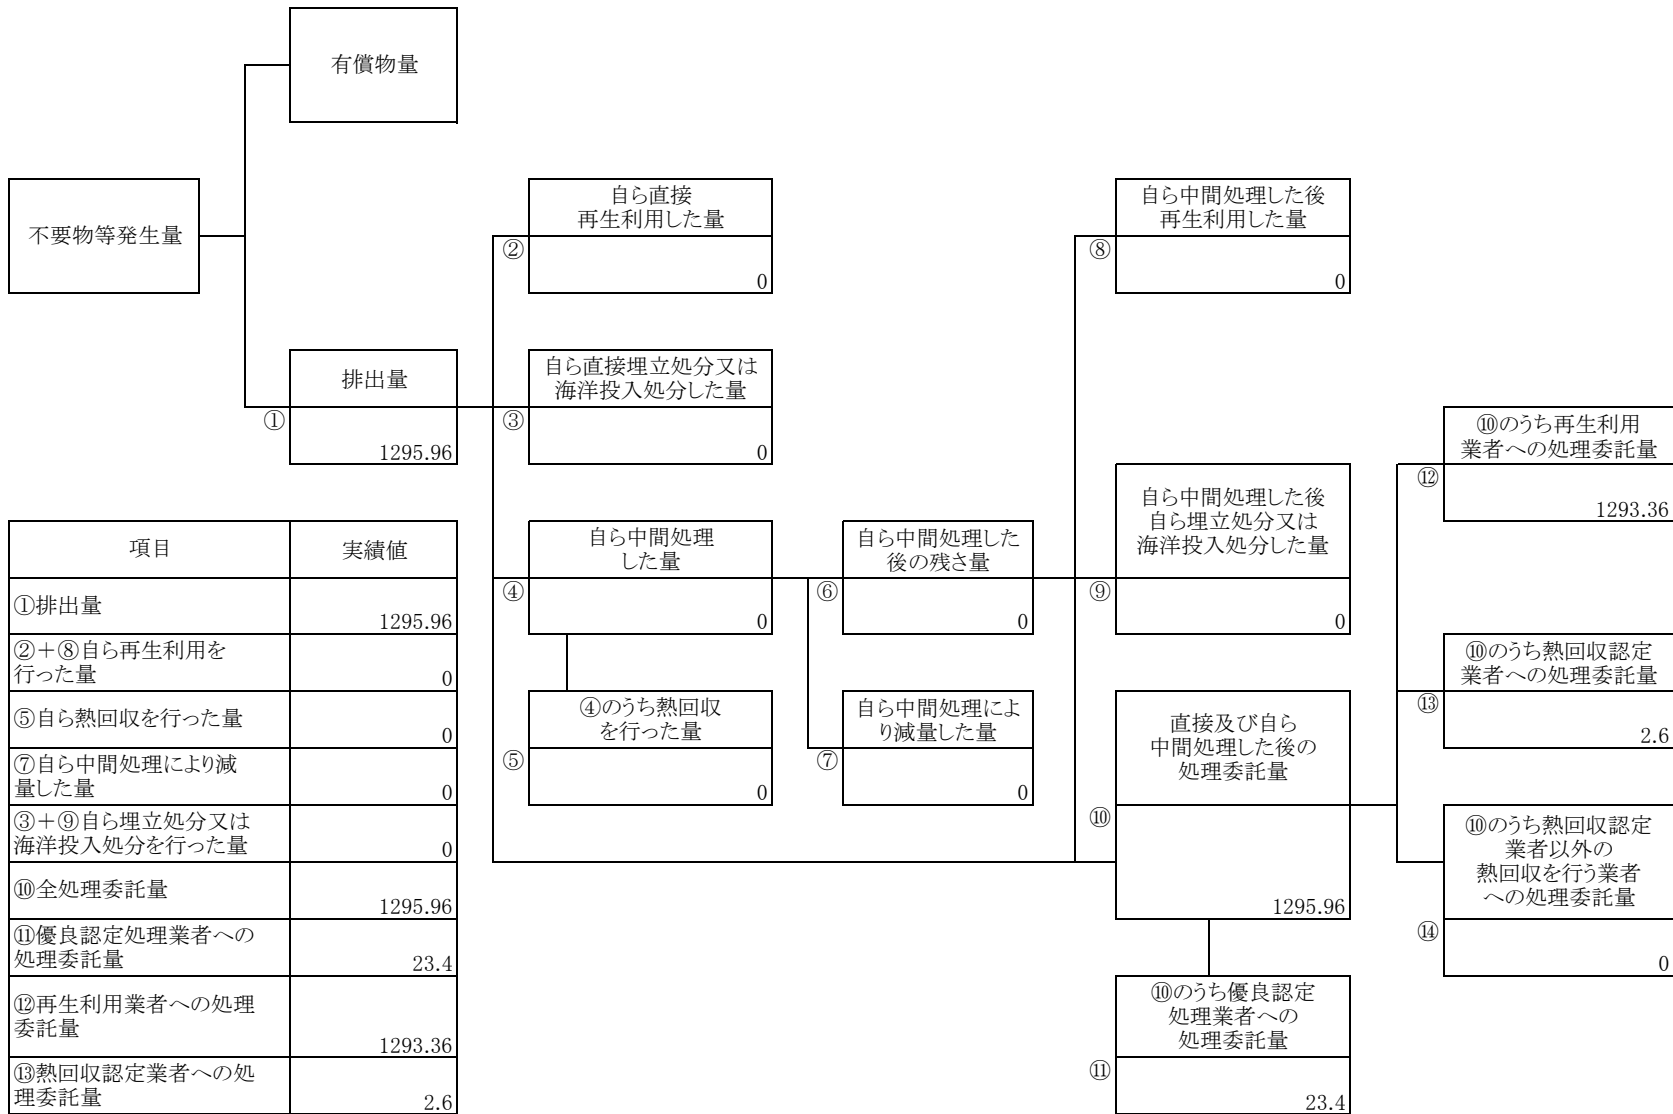 有償物量
不要物等発生量
自ら直接
再生利用した量
②
0
自ら中間処理した後
再生利用した量
⑧
0
排出量
①
1295.96
自ら直接埋立処分又は
海洋投入処分した量
③
0
⑩のうち再生利用
業者への処理委託量
⑫
1293.36
自ら中間処理
した量
④
0
自ら中間処理した
後の残さ量
⑥
0
自ら中間処理した後
自ら埋立処分又は
海洋投入処分した量
⑨
0
⑩のうち熱回収認定
業者への処理委託量
⑬
2.6
④のうち熱回収
を行った量
⑤
0
自ら中間処理によ
り減量した量
⑦
0
直接及び自ら
中間処理した後の
処理委託量
⑩
1295.96
⑩のうち熱回収認定
業者以外の
熱回収を行う業者
への処理委託量
⑭
0
⑩のうち優良認定
処理業者への
処理委託量
⑪
23.4
項目
実績値
①排出量
1295.96
②+⑧自ら再生利用を
行った量
0
⑤自ら熱回収を行った量
0
⑦自ら中間処理により減
量した量
0
③+⑨自ら埋立処分又は
海洋投入処分を行った量
0
⑩全処理委託量
1295.96
⑪優良認定処理業者への
処理委託量
23.4
⑫再生利用業者への処理
委託量
1293.36
⑬熱回収認定業者への処
理委託量
2.6